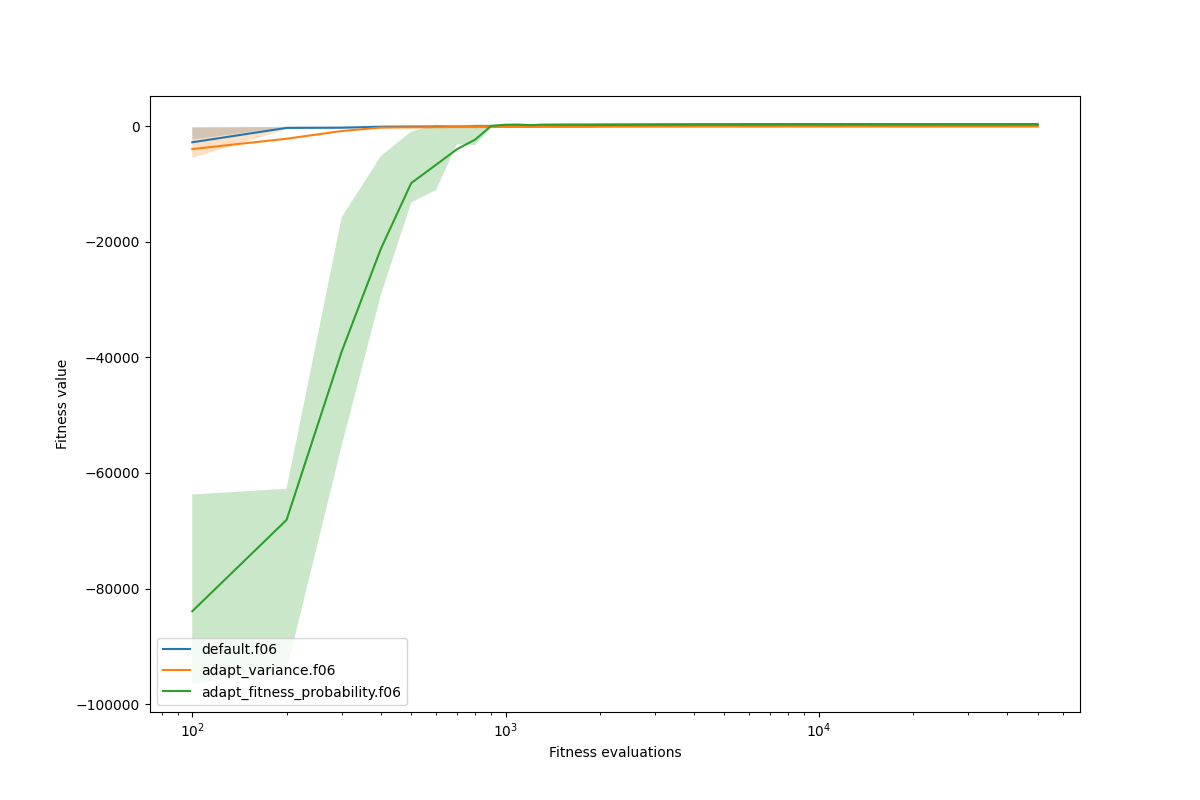 0
−20000
−40000
−60000
−80000
−100000
Fitness value
default.f06
adapt_variance.f06
adapt_fitness_probability.f06
10² 10³ 10⁴
Fitness evaluations